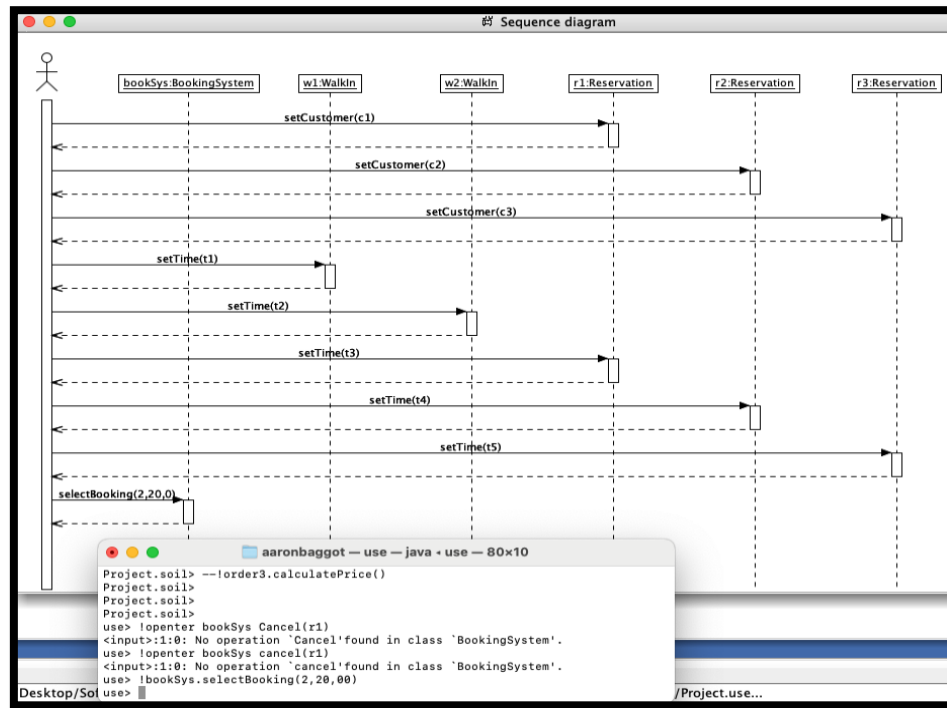 Sequence diagram
bookSys:BookingSystem
w1:WalkIn
w2:WalkIn
r1:Reservation
r2:Reservation
r3:Reservation
setCustomer(c1)
setCustomer(c2)
setCustomer(c3)
setTime(t1)
setTime(t2)
setTime(t3)
setTime(t4)
setTime(t5)
selectBooking(2,20,0)
aaronbaggot — use — java ◂ use — 80×10
Project.soil> --!order3.calculatePrice()
Project.soil>
Project.soil>
Project.soil>
use> !openter bookSys Cancel(r1)
<input>:1:0: No operation `Cancel'found in class `BookingSystem'.
use> !openter bookSys cancel(r1)
<input>:1:0: No operation `cancel'found in class `BookingSystem'.
use> !bookSys.selectBooking(2,20,00)
use>
Desktop/Sof
/Project.use...